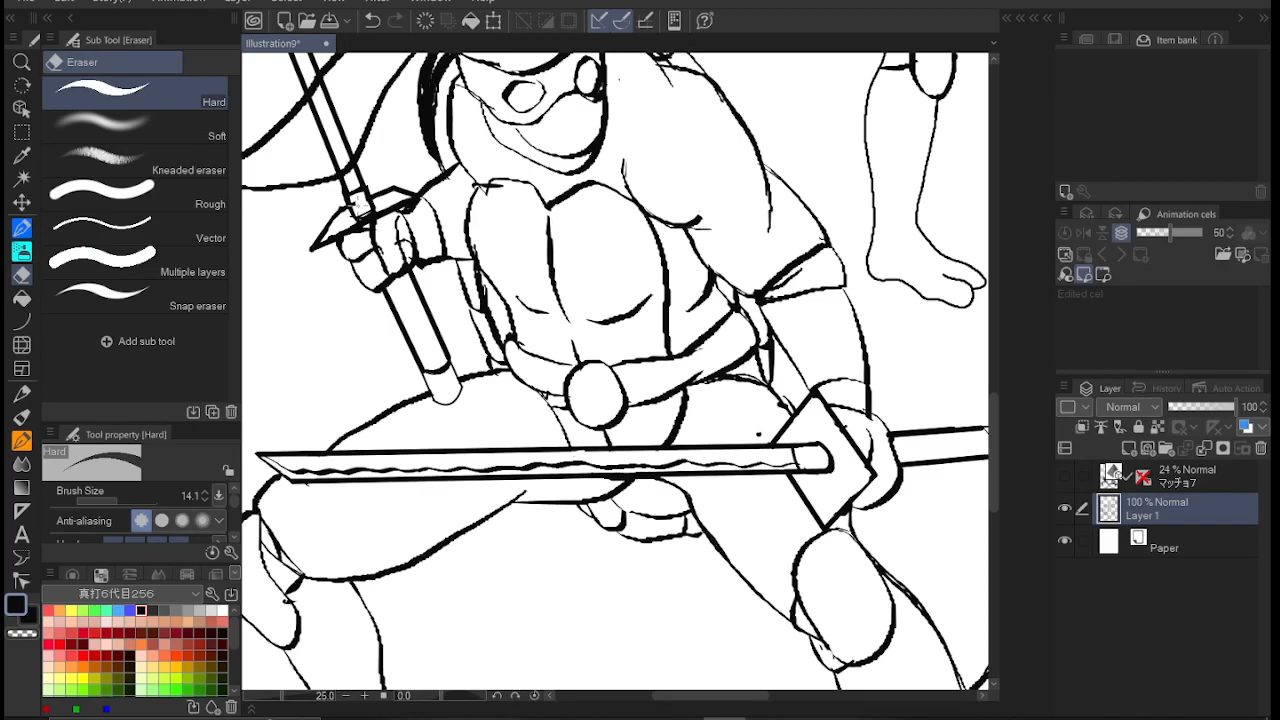 Sub Tool [Eraser]
Illustration9*
Item bank
Eraser
Hard
Soft
Kneaded eraser
Rough
Vector
Multiple layers
Snap eraser
Add sub tool
Animation cels
50
Edited cel
Layer
History
Auto Action
Normal
100
24 % Normal
マッチョフ
100 % Normal
Layer 1
Paper
Tool property [Hard]
Hard
Brush Size
14.1
Anti-aliasing
真打6代目256
25.0
0.0